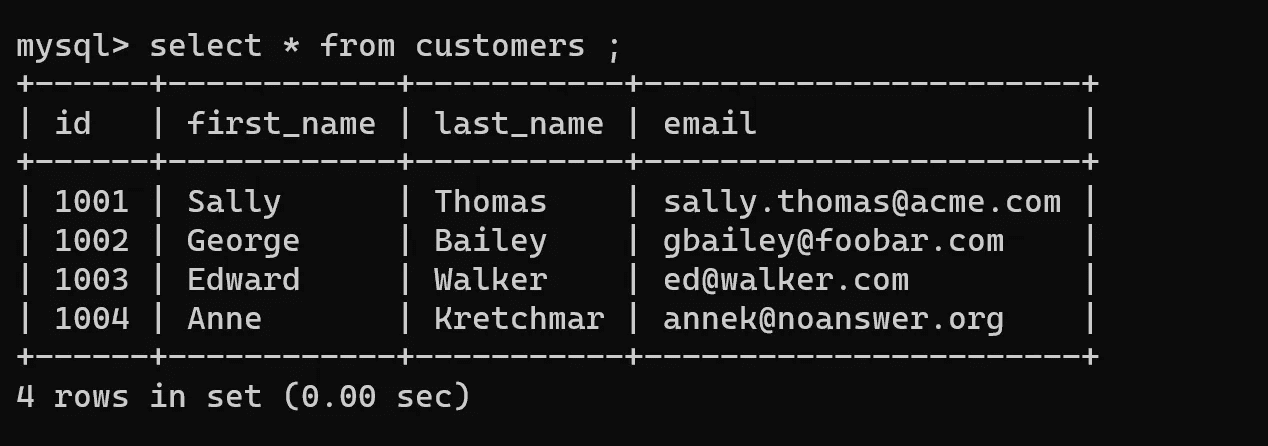 mysql> select * from customers ;
+------+------------+-----------+-----------------------+
| id   | first_name | last_name | email                 |
+------+------------+-----------+-----------------------+
| 1001 | Sally      | Thomas    | sally.thomas@acme.com |
| 1002 | George     | Bailey    | gbailey@foobar.com    |
| 1003 | Edward     | Walker    | ed@walker.com         |
| 1004 | Anne       | Kretchmar | annek@noanswer.org    |
+------+------------+-----------+-----------------------+
4 rows in set (0.00 sec)